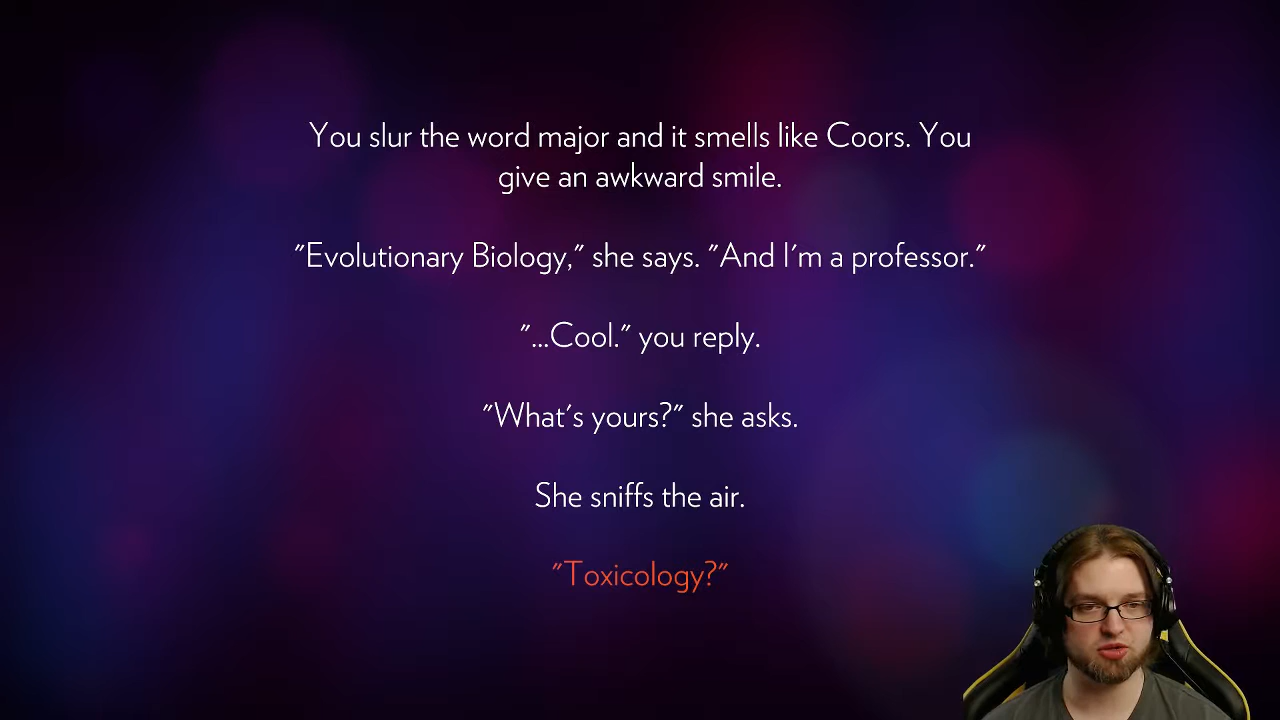 You slur the word major and it smells like Coors. You
give an awkward smile.
"Evolutionary Biology," she says. "And I'm a professor."
"...Cool." you reply.
"What's yours?" she asks.
She sniffs the air.
"Toxicology?"